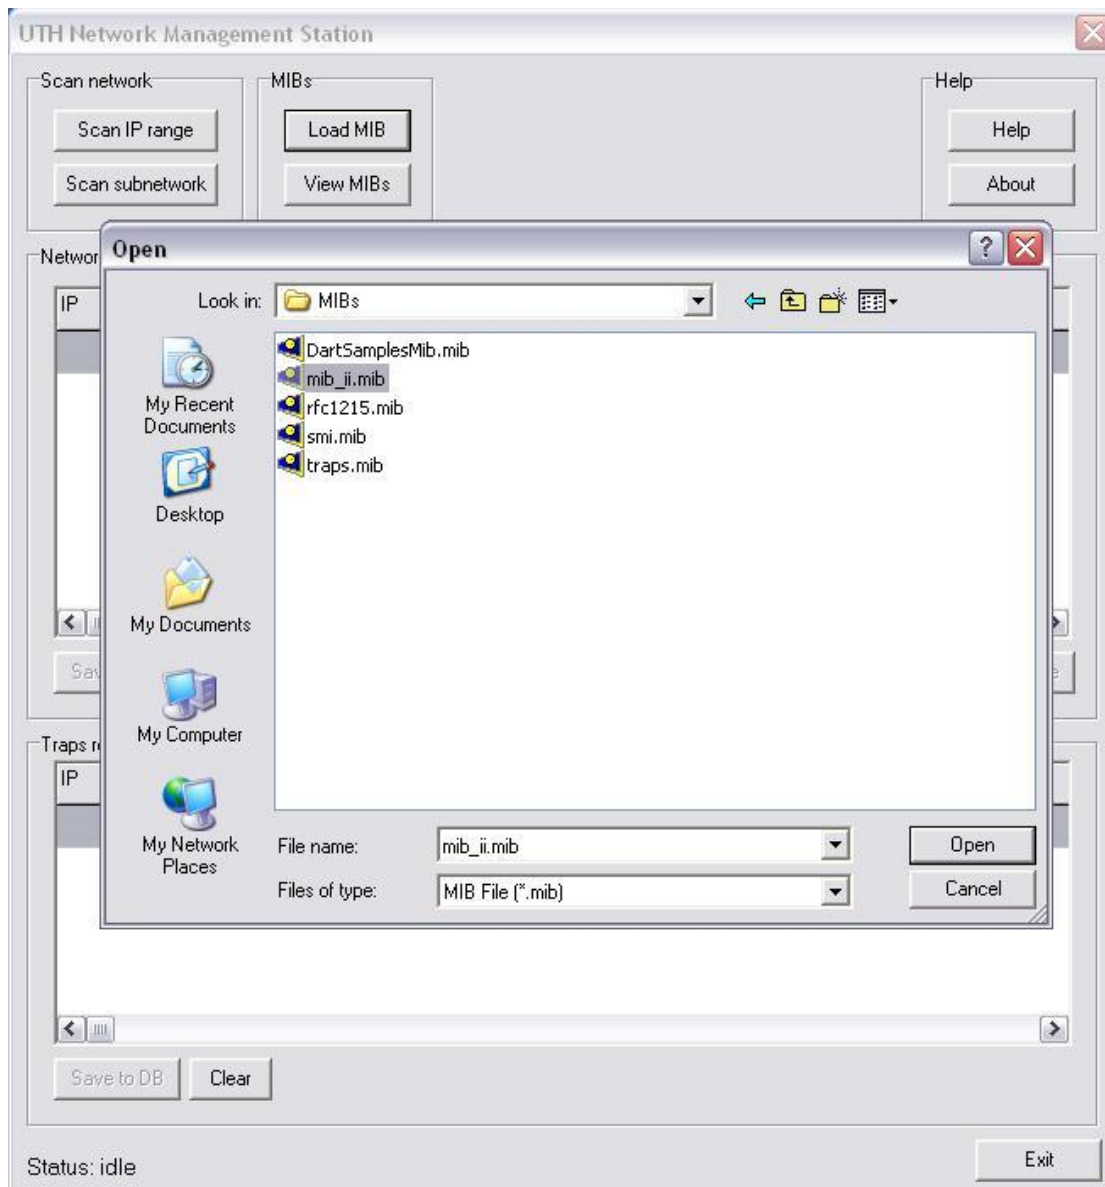 UTH Network Management Station
Scan network
MIBs
Help
Scan IP range
Load MIB
Help
Scan subnetwork
View MIBs
About
Open
Networ
Look in:
MIBs
IP
DartSamplesMib.mib
mib_ii.mib
rfc1215.mib
smi.mib
traps.mib
My Recent
Documents
Desktop
My Documents
My Computer
My Network
Places
Sav
e
Traps r
IP
File name:
mib_ii.mib
Open
Files of type:
MIB File (*.mib)
Cancel
Save to DB
Clear
Status: idle
Exit